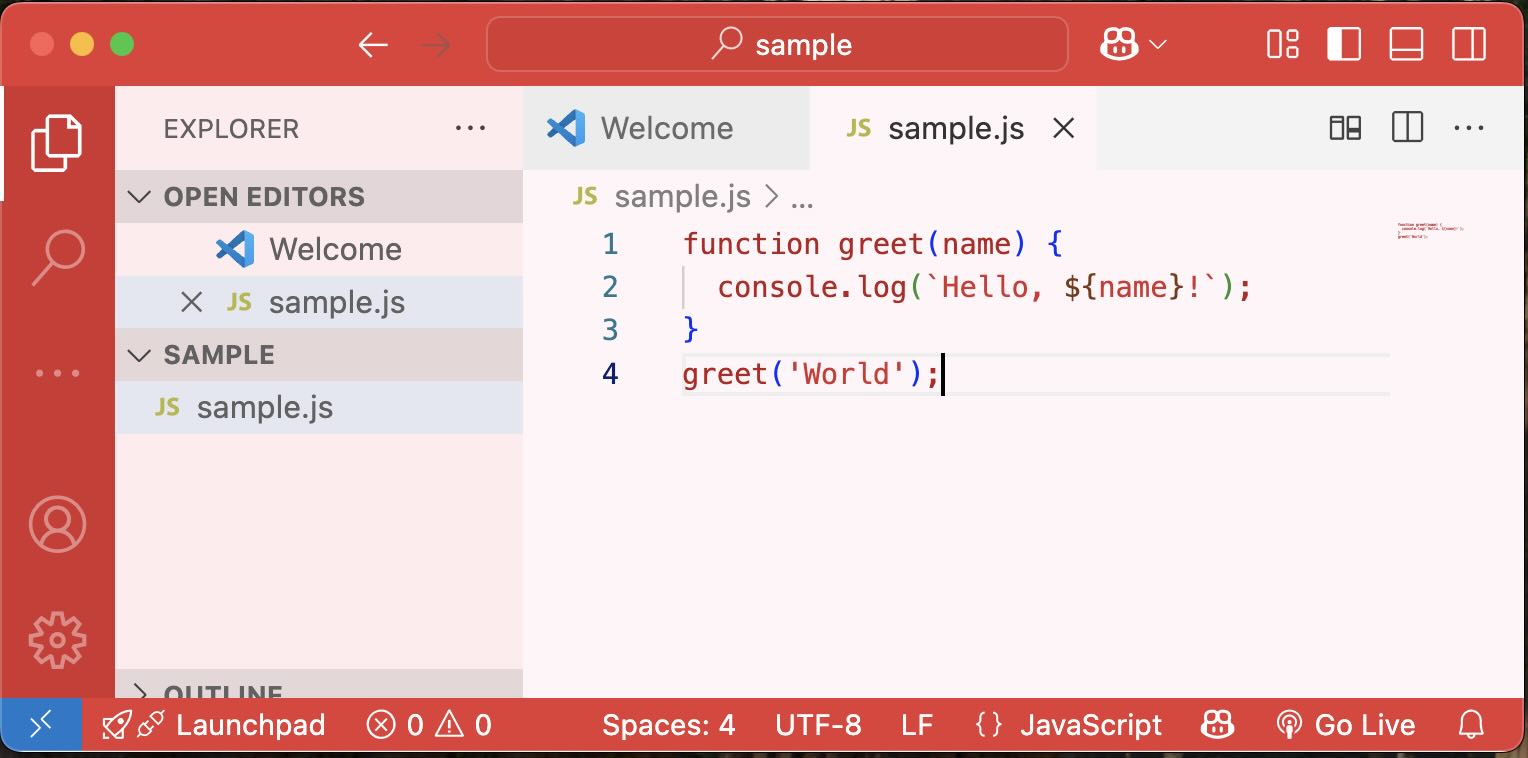 sample
EXPLORER
OPEN EDITORS
Welcome
JS sample.js
SAMPLE
JS sample.js
OUTLINE
Welcome
JS sample.js
JS sample.js > ...
1 function greet(name) {
2   console.log(`Hello, ${name}!`);
3 }
4 greet('World');
Launchpad 0 0 Spaces: 4 UTF-8 LF {} JavaScript Go Live